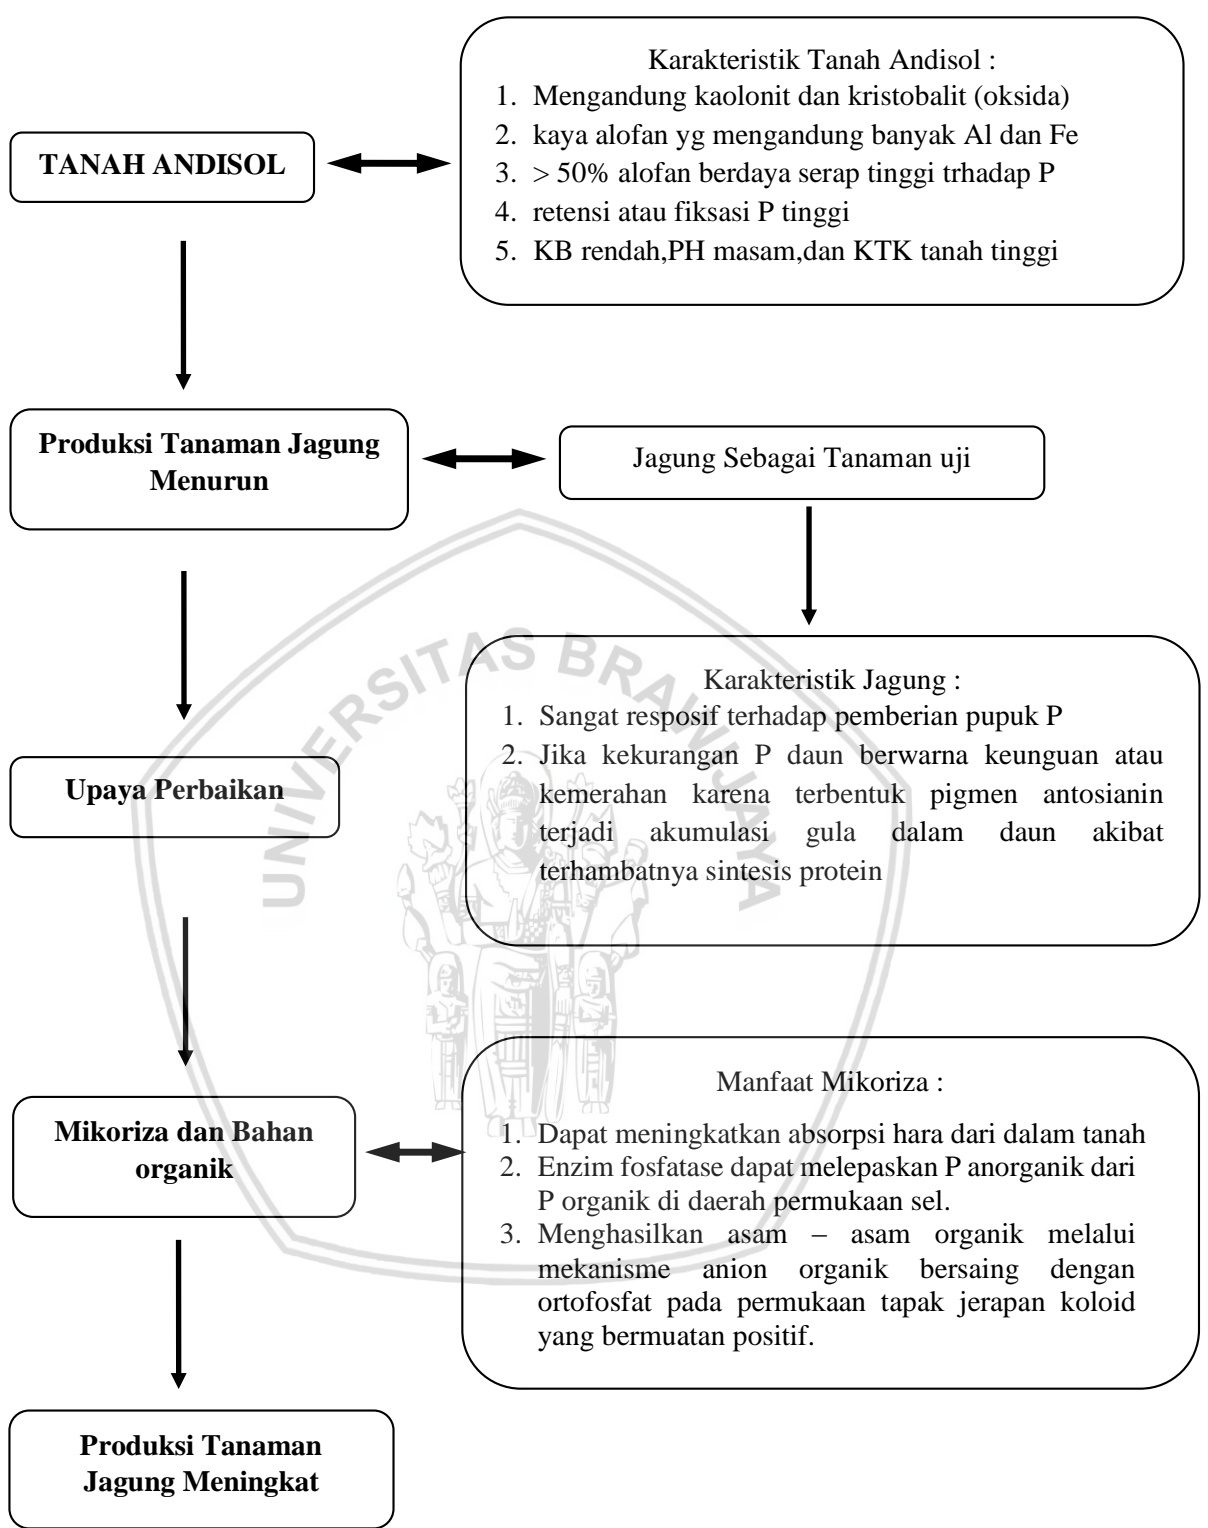 Karakteristik Tanah Andisol :
1. Mengandung kaolonit dan kristobalit (oksida)
2. kaya alofan yg mengandung banyak Al dan Fe
3. > 50% alofan berdaya serap tinggi trhadap P
4. retensi atau fiksasi P tinggi
5. KB rendah,PH masam,dan KTK tanah tinggi
TANAH ANDISOL
Produksi Tanaman Jagung
Menurun
Jagung Sebagai Tanaman uji
UNIVERSITAS BRAWIJAYA
Karakteristik Jagung :
1. Sangat resposif terhadap pemberian pupuk P
2. Jika kekurangan P daun berwarna keunguan atau
kemerahan karena terbentuk pigmen antosianin
terjadi akumulasi gula dalam daun akibat
terhambatnya sintesis protein
Upaya Perbaikan
Mikoriza dan Bahan
organik
Manfaat Mikoriza :
1. Dapat meningkatkan absorpsi hara dari dalam tanah
2. Enzim fosfatase dapat melepaskan P anorganik dari
P organik di daerah permukaan sel.
3. Menghasilkan asam – asam organik melalui
mekanisme anion organik bersaing dengan
ortofosfat pada permukaan tapak jerapan koloid
yang bermuatan positif.
Produksi Tanaman
Jagung Meningkat